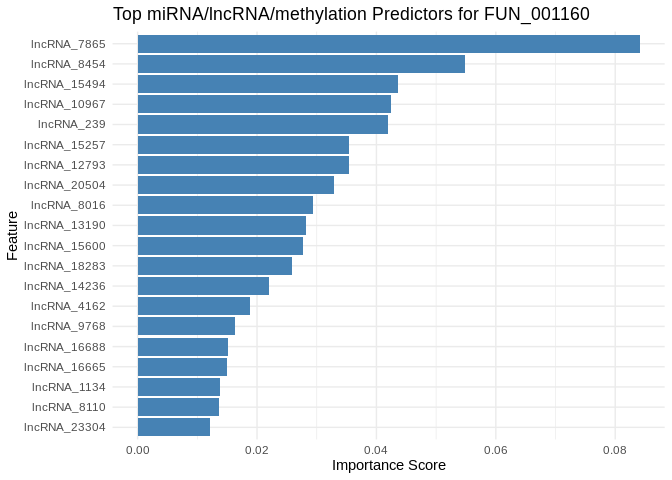 Top miRNA/lncRNA/methylation Predictors for FUN_001160
Feature
lncRNA_7865
lncRNA_8454
lncRNA_15494
lncRNA_10967
lncRNA_239
lncRNA_15257
lncRNA_12793
lncRNA_20504
lncRNA_8016
lncRNA_13190
lncRNA_15600
lncRNA_18283
lncRNA_14236
lncRNA_4162
lncRNA_9768
lncRNA_16688
lncRNA_16665
lncRNA_1134
lncRNA_8110
lncRNA_23304
0.00 0.02 0.04 0.06 0.08
Importance Score